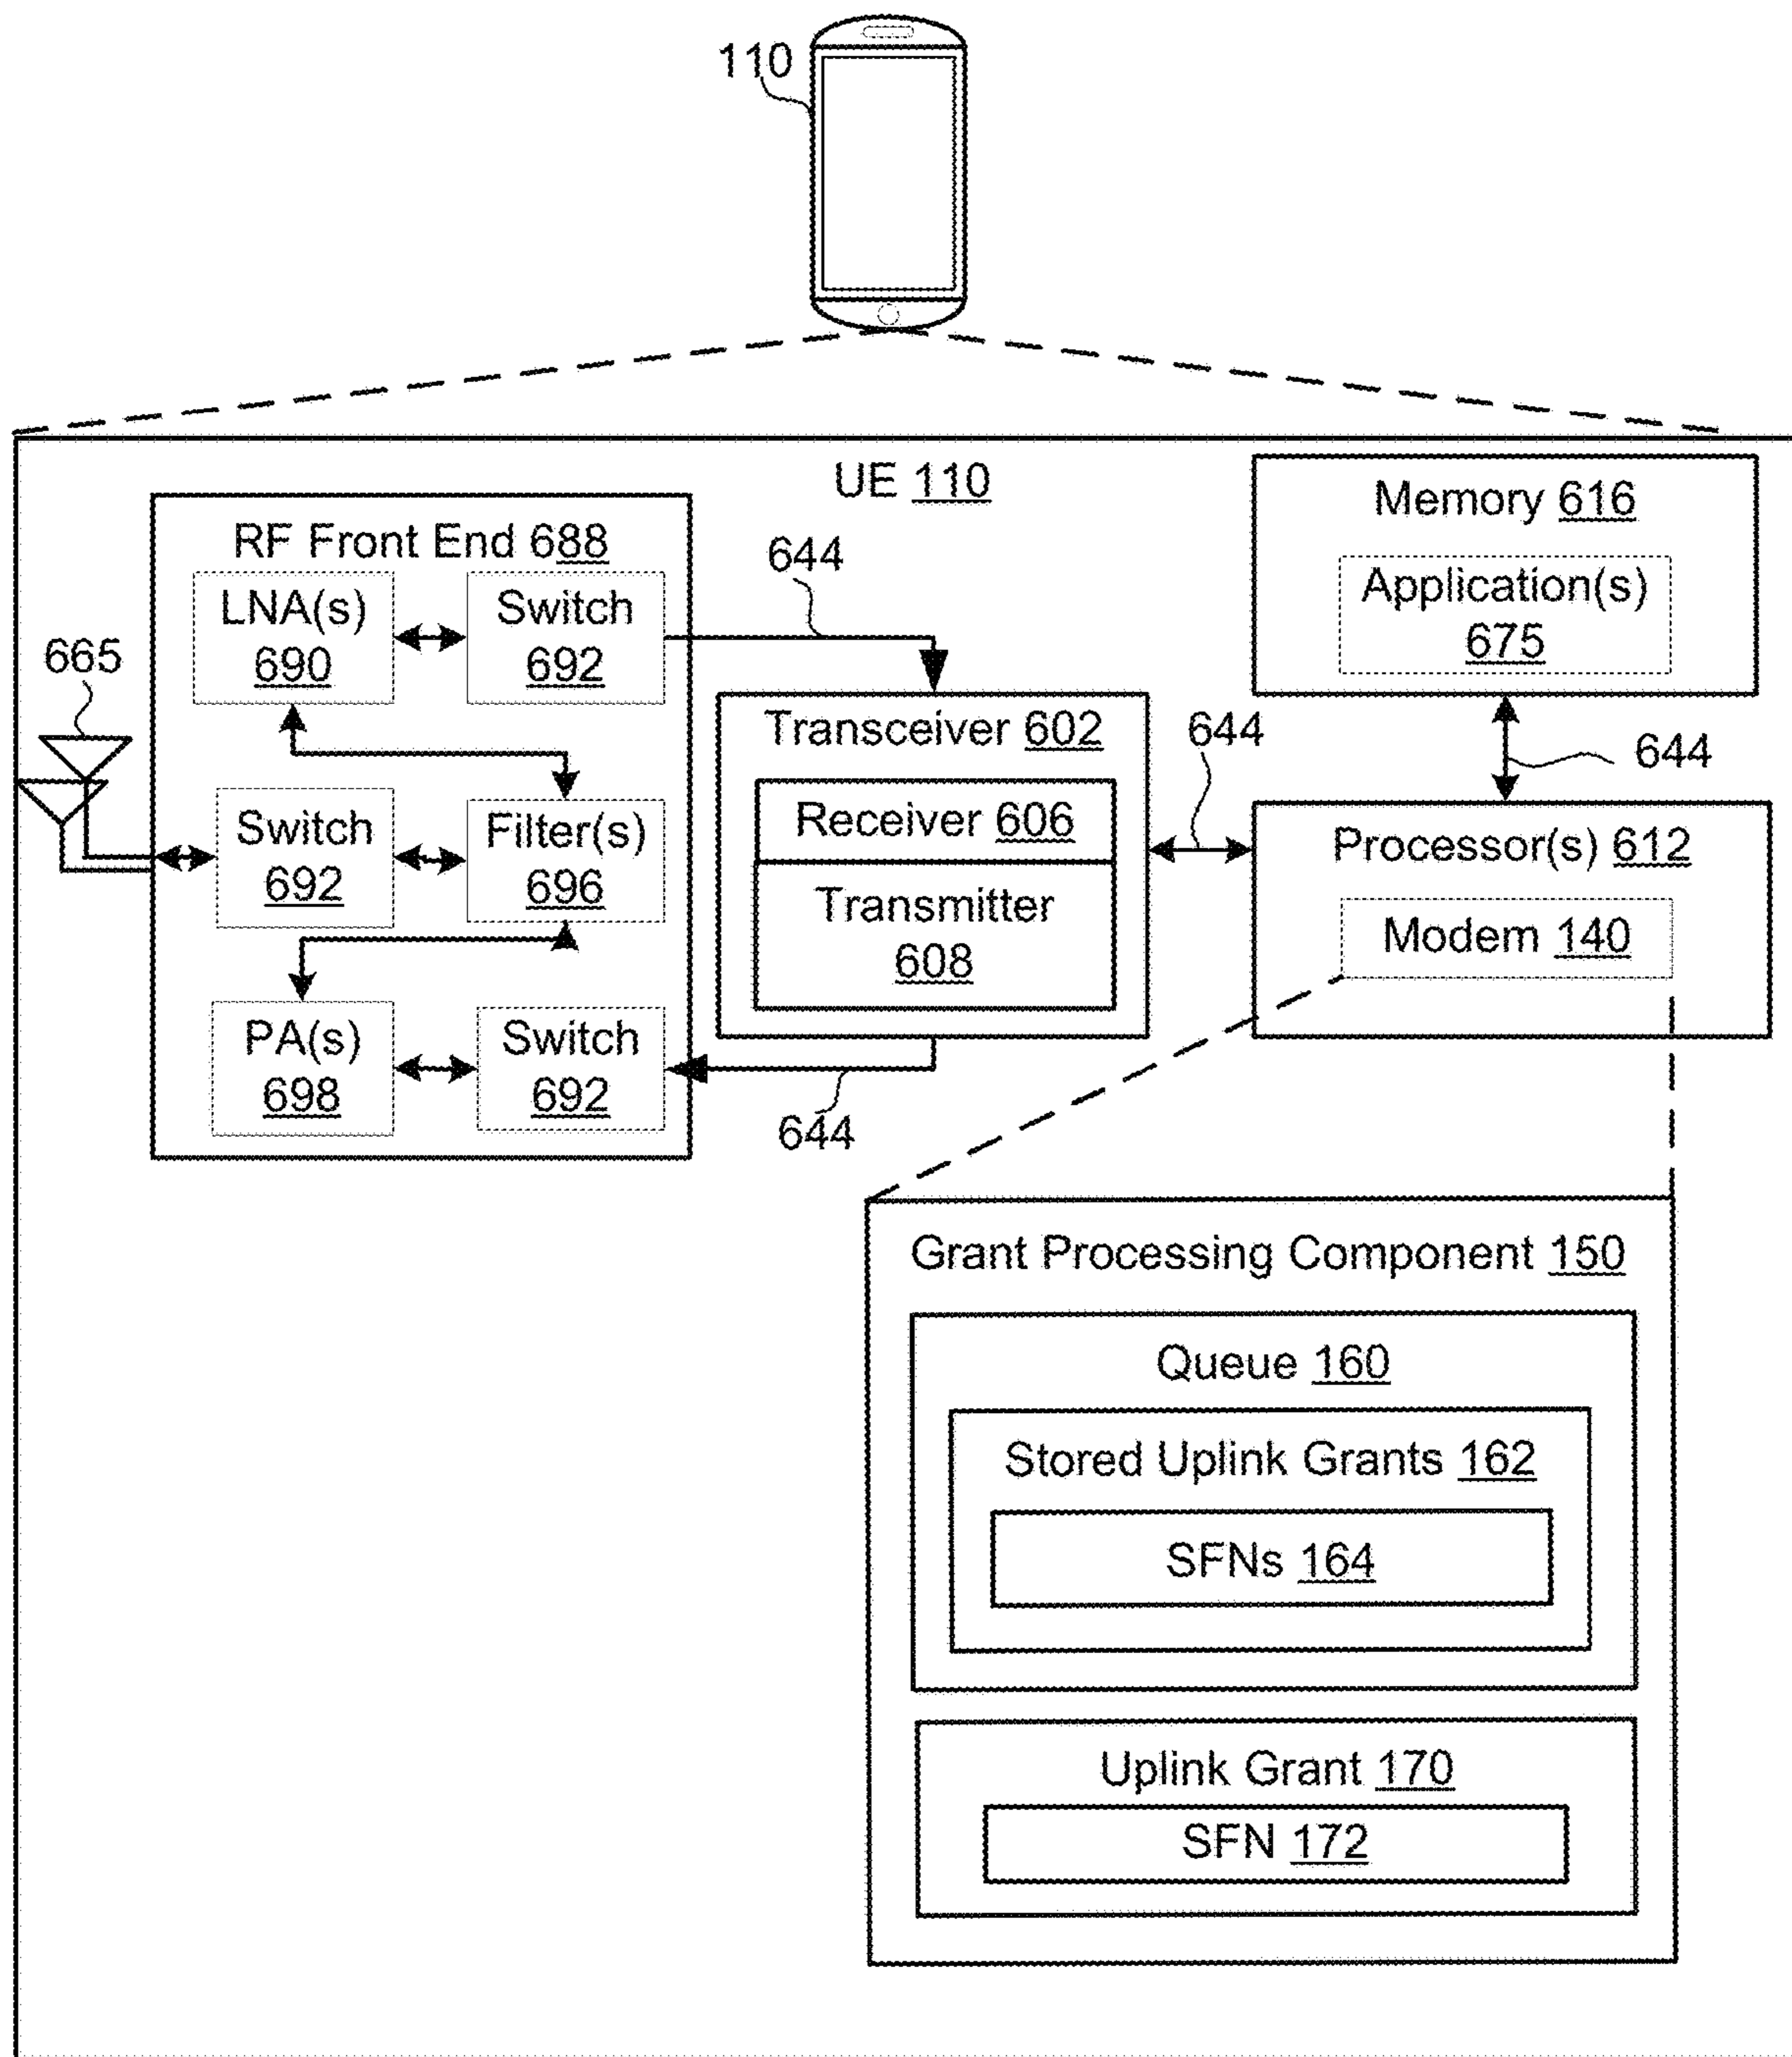 110
UE 110
RF Front End 688
LNA(s)
690
Switch
692
644
665
Switch
692
Filter(s)
696
PA(s)
698
Switch
692
644
Transceiver 602
Receiver 606
Transmitter
608
644
Memory 616
Application(s)
675
644
Processor(s) 612
Modem 140
Grant Processing Component 150
Queue 160
Stored Uplink Grants 162
SFNs 164
Uplink Grant 170
SFN 172